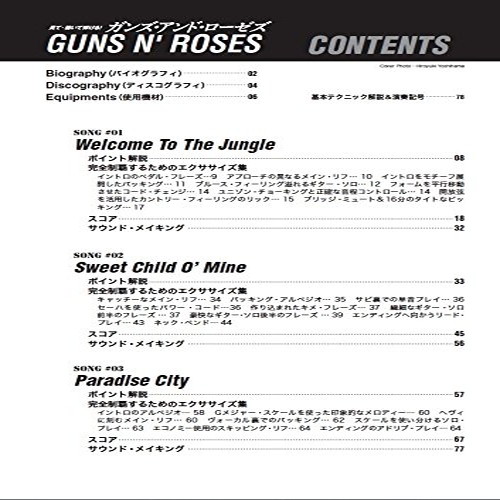 見て・聴いて弾ける! ガンズ・アンド・ローゼズ
GUNS N' ROSES CONTENTS
Cover Photo : Hiroyuki Yoshihama
Biography（バイオグラフィ） 02
Discography（ディスコグラフィ） 04
Equipments（使用機材） 06 基本テクニック解説＆演奏記号 78
SONG #01
Welcome To The Jungle
ポイント解説 08
完全制覇するためのエクササイズ集
イントロのペダル・フレーズ…9 アプローチの異なるメイン・リフ…10 イントロをモチーフ展
開したバッキング…11 ブルース・フィーリング溢れるギター・ソロ…12 フォームを平行移動
させたコード・チェンジ…14 ユニゾン・チョーキングと正確な音程コントロール…14 開放弦
を活用したカントリー・フィーリングのリック…15 ブリッジ・ミュート＆16分のタイトなピッ
キング…17
スコア 18
サウンド・メイキング 32
SONG #02
Sweet Child O' Mine
ポイント解説 33
完全制覇するためのエクササイズ集
キャッチーなメイン・リフ…34 バッキング・アルペジオ…35 サビ裏での単音プレイ…36
セーハを使ったパワー・コード…36 作り込まれたキメ・フレーズ…37 繊細なギター・ソロ
前半のフレーズ…37 豪快なギター・ソロ後半のフレーズ…39 エンディングへ向かうリード・
プレイ…43 ネック・ベンド…44
スコア 45
サウンド・メイキング 56
SONG #03
Paradise City
ポイント解説 57
完全制覇するためのエクササイズ集
イントロのアルペジオ…58 Gメジャー・スケールを使った印象的なメロディー…60 ヘヴィ
に刻むメイン・リフ…60 ヴォーカル裏でのバッキング…62 スケールを使い分けるソロ・
プレイ…63 エコノミー使用のスキッピング・リフ…64 エンディングのアドリブ・プレイ…64
スコア 67
サウンド・メイキング 77